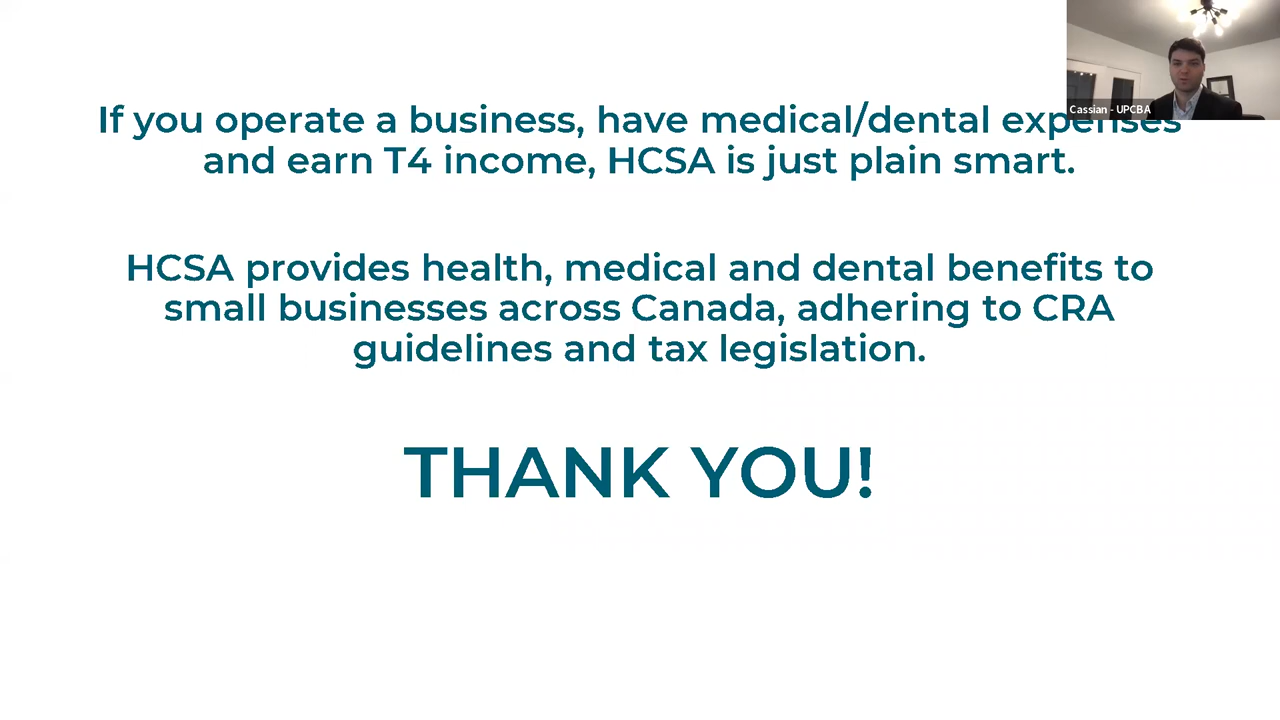 If you operate a business, have medical/dental expenses
and earn T4 income, HCSA is just plain smart.
HCSA provides health, medical and dental benefits to
small businesses across Canada, adhering to CRA
guidelines and tax legislation.
THANK YOU!
Cassian - UPCBA